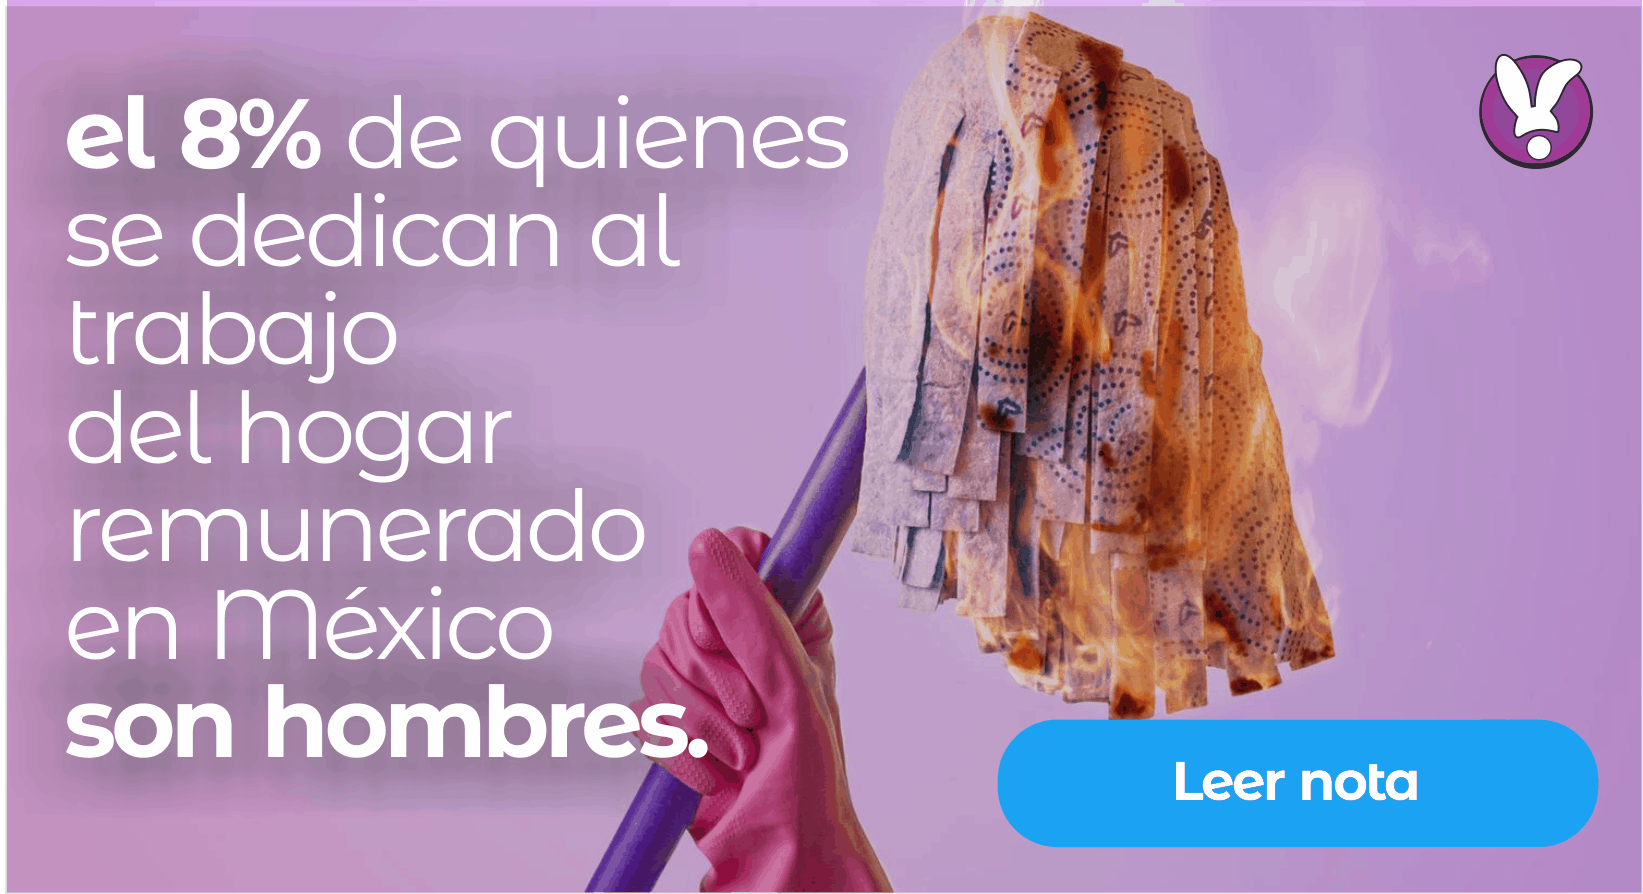 el 8% de quienes
se dedican al
trabajo
del hogar
remunerado
en México
son hombres.
Leer nota